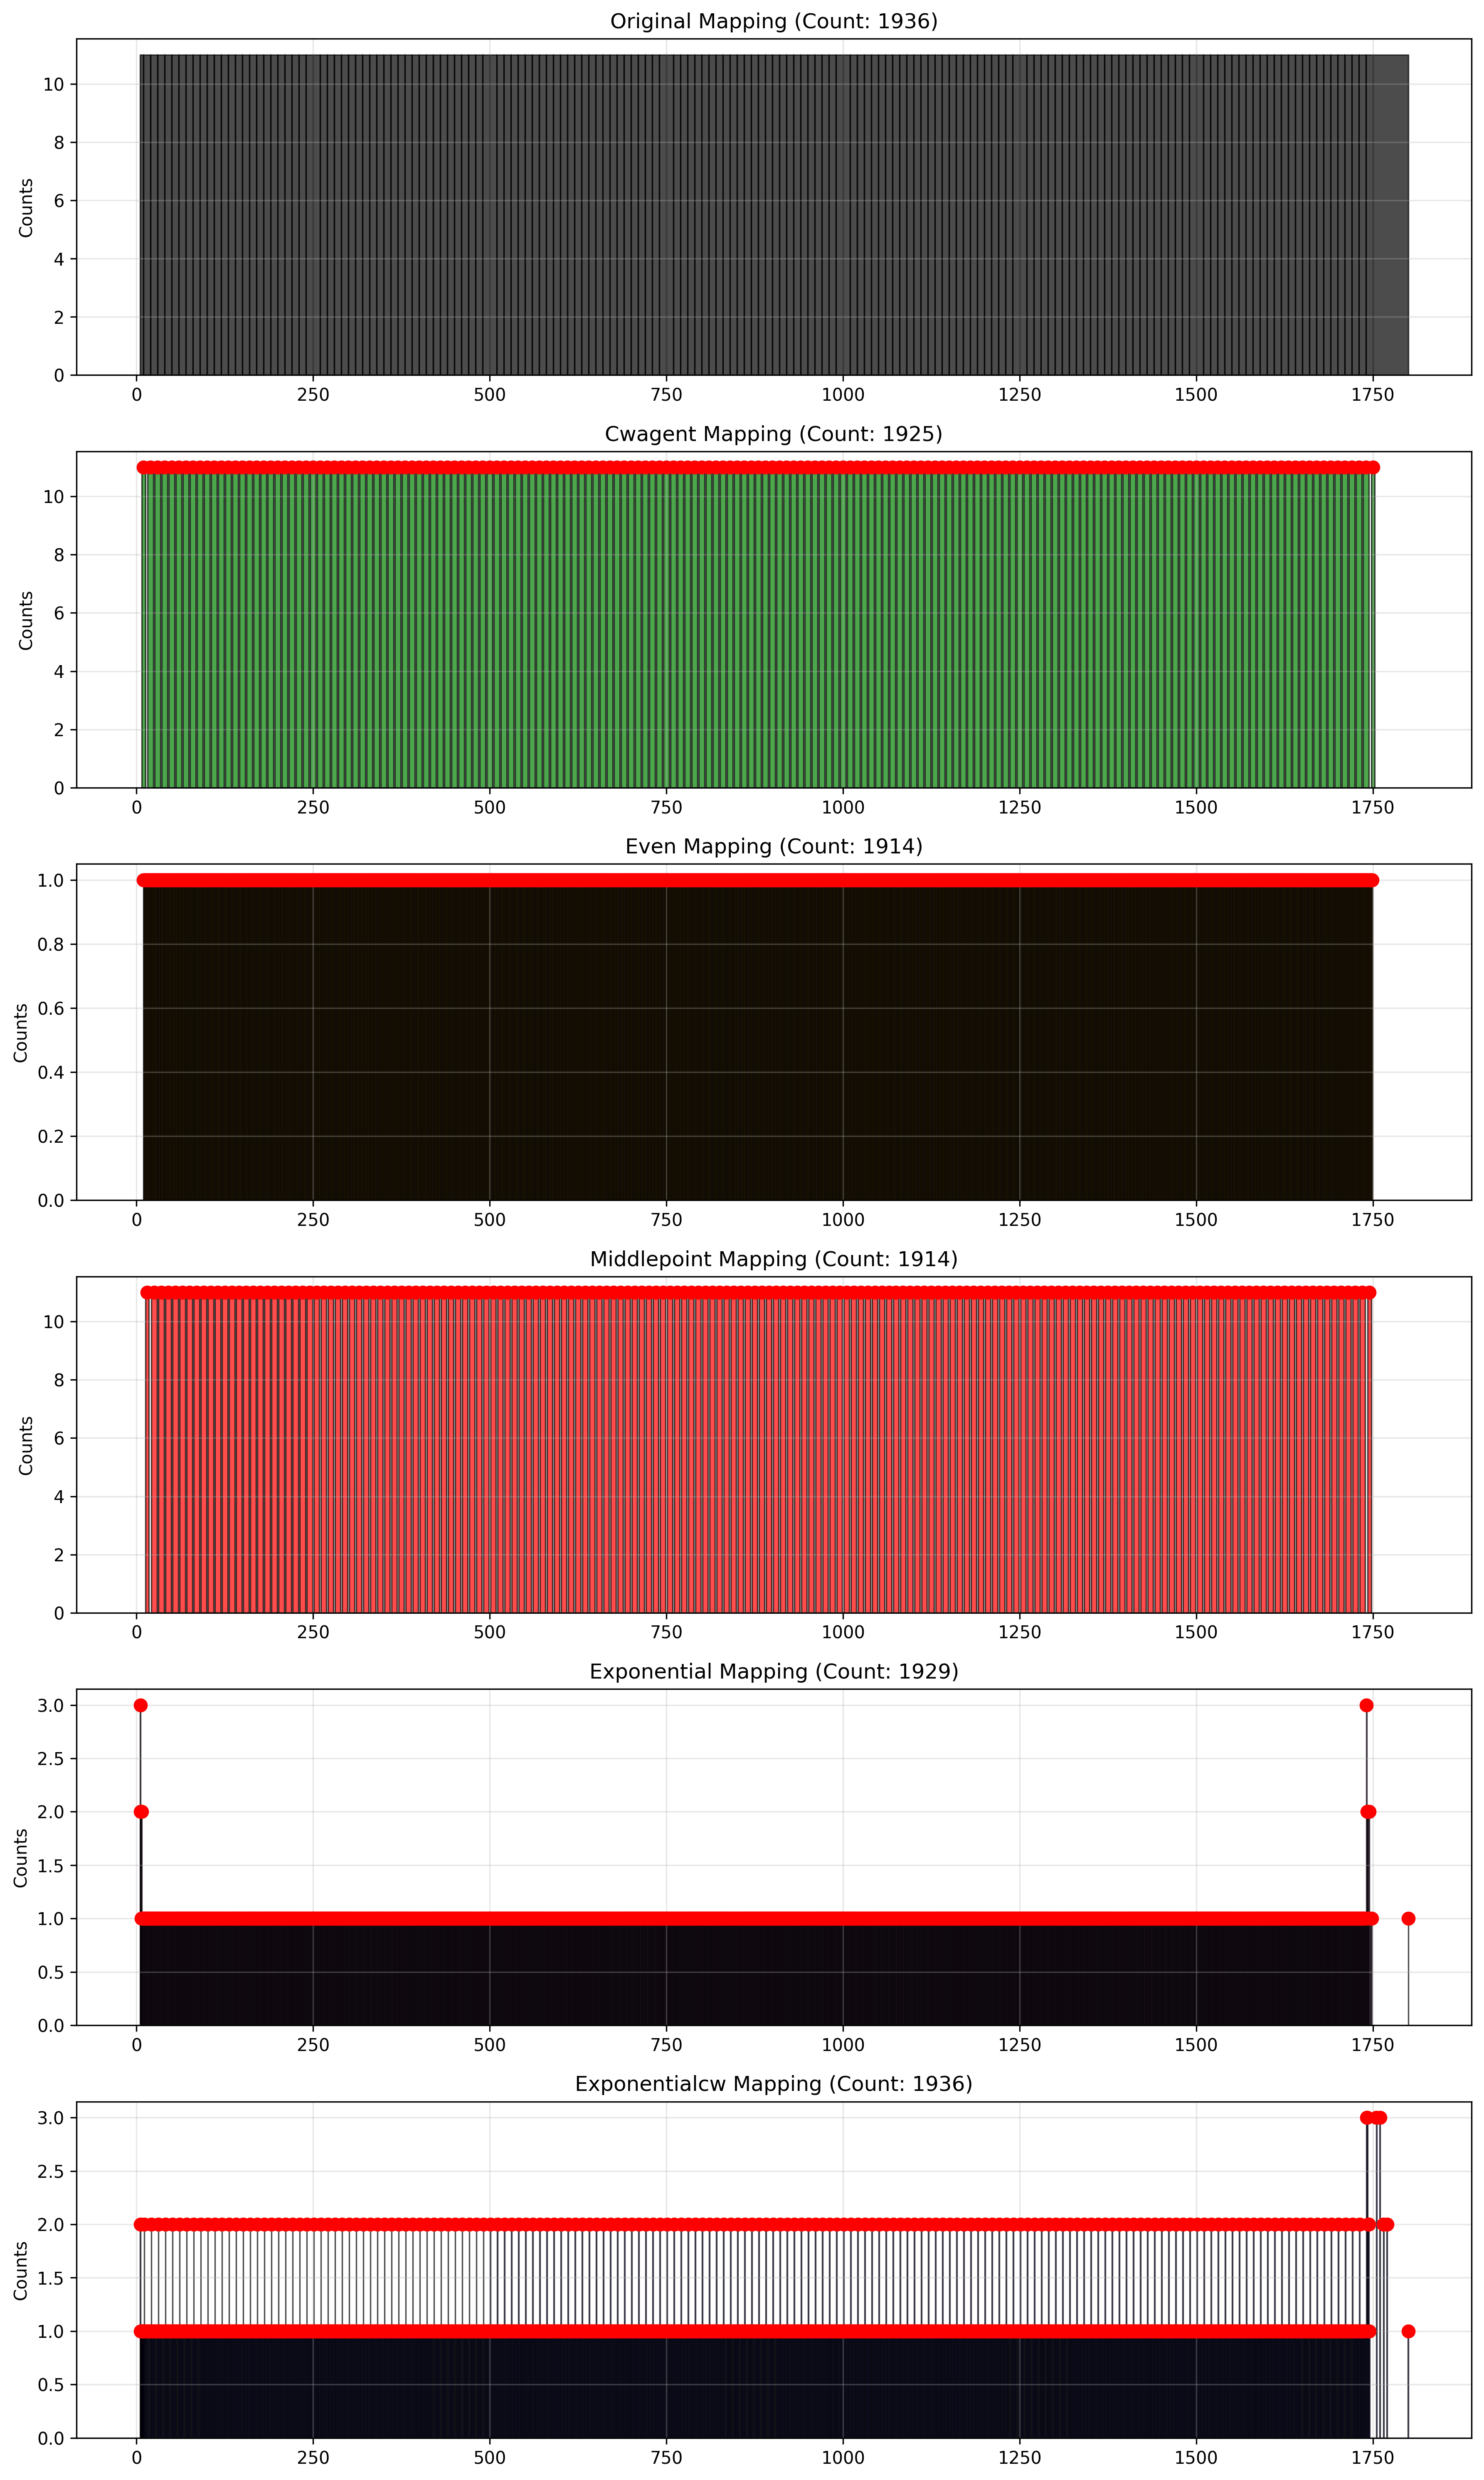 Original Mapping (Count: 1936)
10
8
6
4
2
0
Counts
0 250 500 750 1000 1250 1500 1750
Cwagent Mapping (Count: 1925)
10
8
6
4
2
0
Counts
0 250 500 750 1000 1250 1500 1750
Even Mapping (Count: 1914)
1.0
0.8
0.6
0.4
0.2
0.0
Counts
0 250 500 750 1000 1250 1500 1750
Middlepoint Mapping (Count: 1914)
10
8
6
4
2
0
Counts
0 250 500 750 1000 1250 1500 1750
Exponential Mapping (Count: 1929)
3.0
2.5
2.0
1.5
1.0
0.5
0.0
Counts
0 250 500 750 1000 1250 1500 1750
Exponentialcw Mapping (Count: 1936)
3.0
2.5
2.0
1.5
1.0
0.5
0.0
Counts
0 250 500 750 1000 1250 1500 1750